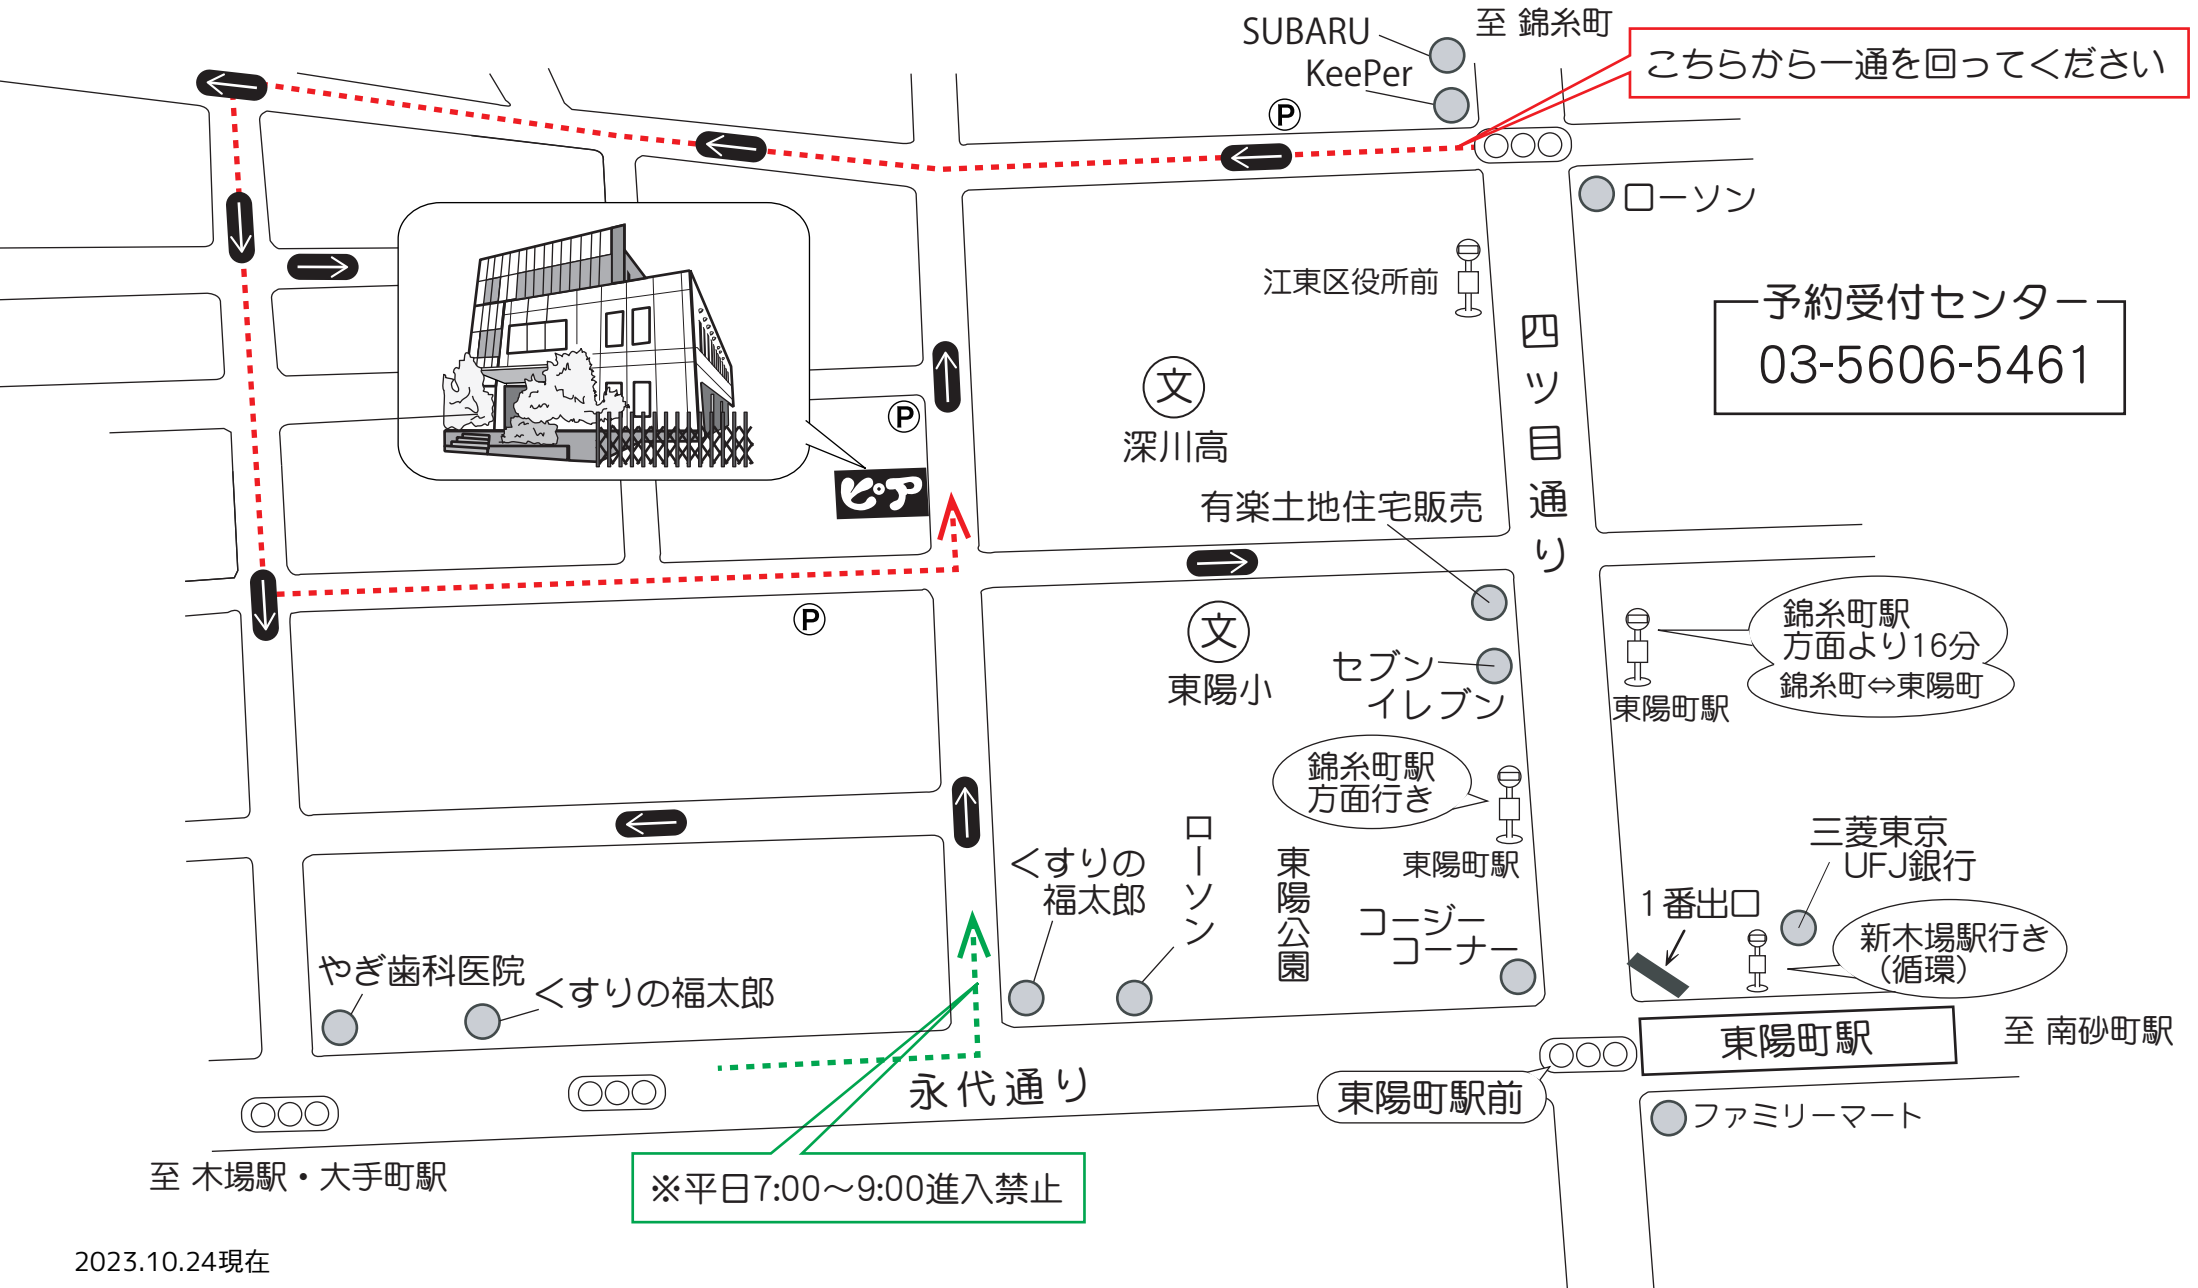 SUBARU
KeePer
至 錦糸町
こちらから一通を回ってください
P
ローソン
江東区役所前
四ツ目通り
予約受付センター
03-5606-5461
文
深川高
P
ピア
有楽土地住宅販売
P
文
東陽小
セブン
イレブン
錦糸町駅
方面より16分
錦糸町⇔東陽町
東陽町駅
錦糸町駅
方面行き
東陽町駅
くすりの
福太郎
ローソン
東陽公園
コージー
コーナー
三菱東京
UFJ銀行
1番出口
新木場駅行き
(循環)
やぎ歯科医院
くすりの福太郎
東陽町駅
至 南砂町駅
永代通り
東陽町駅前
ファミリーマート
至 木場駅・大手町駅
※平日7:00～9:00進入禁止
2023.10.24現在